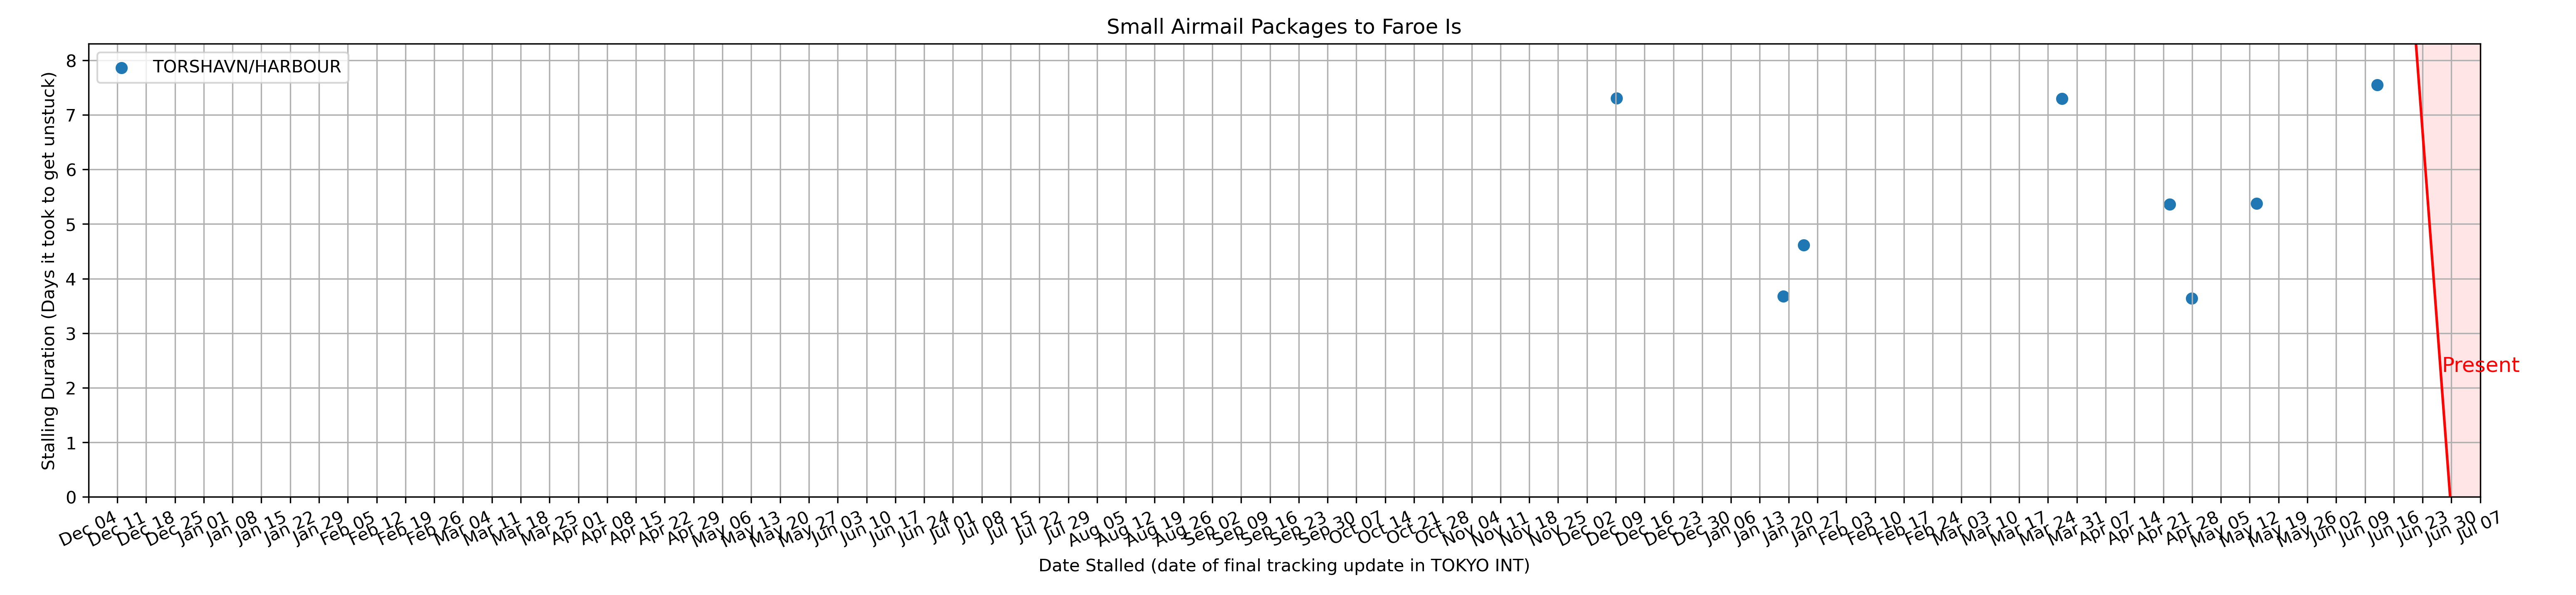 Small Airmail Packages to Faroe Is
TORSHAVN/HARBOUR
Stalling Duration (Days it took to get unstuck)
8
7
6
5
4
3
2
1
0
Present
Dec 04
Dec 11
Dec 18
Dec 25
Jan 01
Jan 08
Jan 15
Jan 22
Jan 29
Feb 05
Feb 12
Feb 19
Feb 26
Mar 04
Mar 11
Mar 18
Mar 25
Apr 01
Apr 08
Apr 15
Apr 22
Apr 29
May 06
May 13
May 20
May 27
Jun 03
Jun 10
Jun 17
Jun 24
Jul 01
Jul 08
Jul 15
Jul 22
Jul 29
Aug 05
Aug 12
Aug 19
Aug 26
Sep 02
Sep 09
Sep 16
Sep 23
Sep 30
Oct 07
Oct 14
Oct 21
Oct 28
Nov 04
Nov 11
Nov 18
Nov 25
Dec 02
Dec 09
Dec 16
Dec 23
Dec 30
Jan 06
Jan 13
Jan 20
Jan 27
Feb 03
Feb 10
Feb 17
Feb 24
Mar 03
Mar 10
Mar 17
Mar 24
Mar 31
Apr 07
Apr 14
Apr 21
Apr 28
May 05
May 12
May 19
May 26
Jun 02
Jun 09
Jun 16
Jun 23
Jun 30
Jul 07
Date Stalled (date of final tracking update in TOKYO INT)